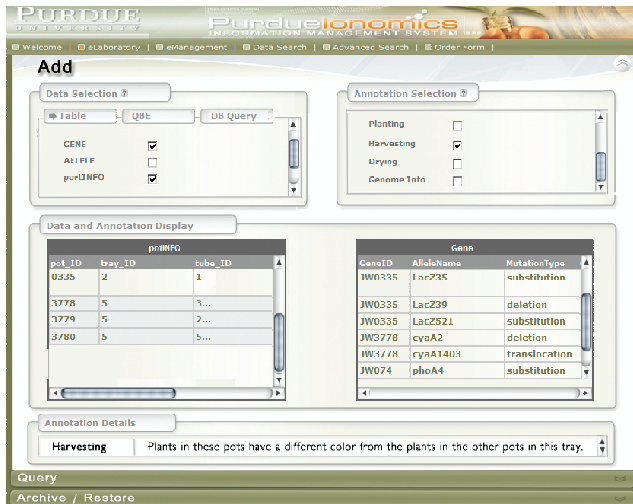 PURDUE
UNIVERSITY
PurdueIonomics
INFORMATION MANAGEMENT SYSTEM
Welcome | eLaboratory | eManagement | Data Search | Advanced Search | Order Form |
Add
Data Selection ?
Table QBE DB Query
GENE
ALLELE
potINFO
Annotation Selection ?
Planting
Harvesting
Drying
Genome Into
Data and Annotation Display
potINFO
pot_ID tray_ID tube_ID
0335 2 1
3778 5 3...
3779 5 2...
3780 5 5...
Gene
GeneID AlleleName MutationType
JW0335 LacZ35 substitution
JW0335 LacZ39 deletion
JW0335 LacZ521 substitution
JW3778 cyaA2 deletion
JW3778 cyaA1403 translocation
JW074 phoA4 substitution
Annotation Details
Harvesting Plants in these pots have a different color from the plants in the other pots in this tray.
Query
Archive / Restore